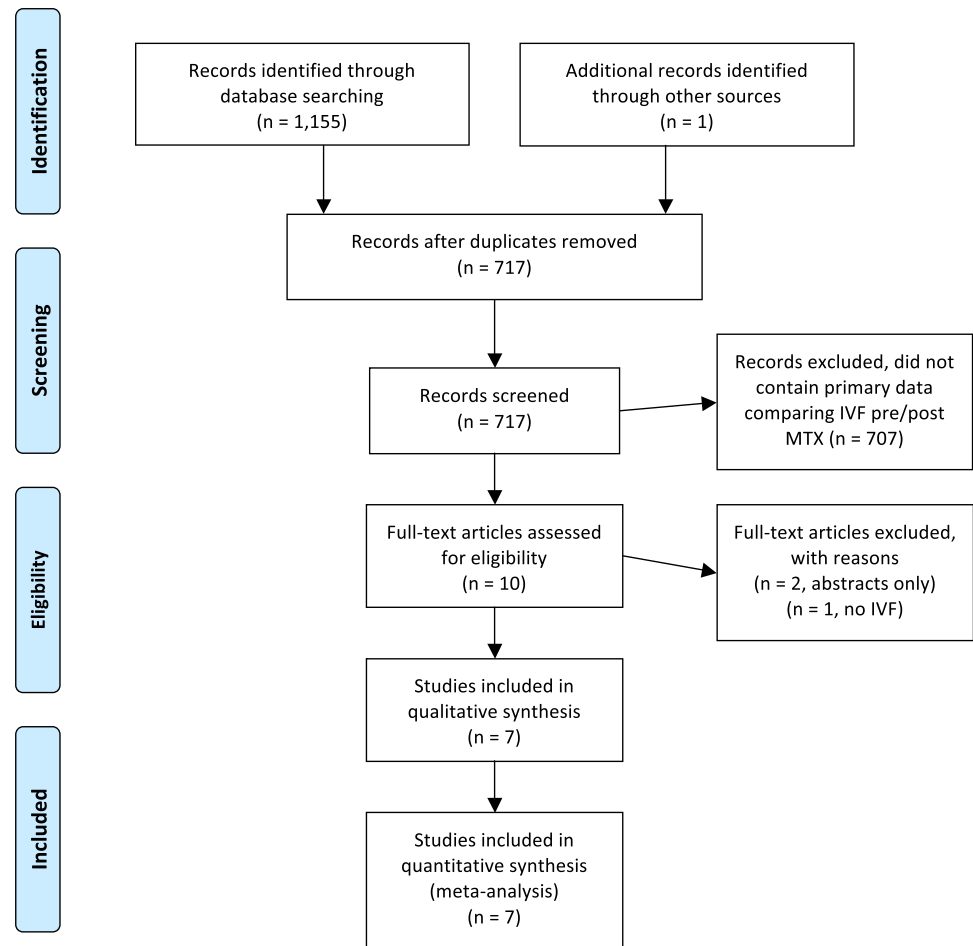 Identification
Records identified through
database searching
(n = 1,155)
Additional records identified
through other sources
(n = 1)
Records after duplicates removed
(n = 717)
Screening
Records screened
(n = 717)
Records excluded, did not
contain primary data
comparing IVF pre/post
MTX (n = 707)
Eligibility
Full-text articles assessed
for eligibility
(n = 10)
Full-text articles excluded,
with reasons
(n = 2, abstracts only)
(n = 1, no IVF)
Studies included in
qualitative synthesis
(n = 7)
Included
Studies included in
quantitative synthesis
(meta-analysis)
(n = 7)